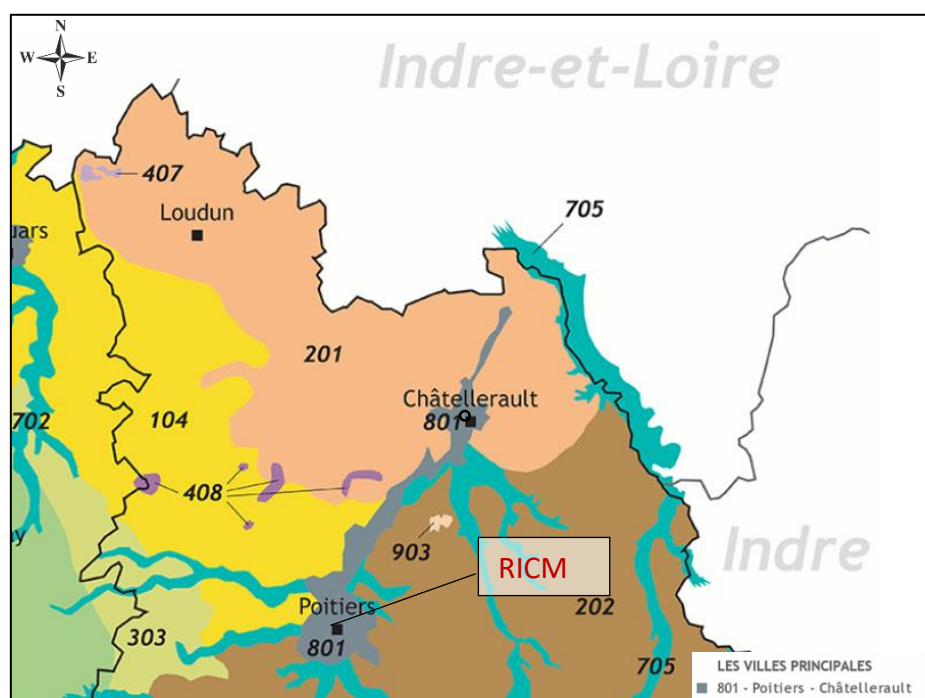 N
W E
S
Indre-et-Loire
407
Loudun
705
uars
201
Châtellerault
801
104
702
408
903
Indre
RICM
Poitiers
202
303
801
705
LES VILLES PRINCIPALES
801 - Poitiers - Châtellerault